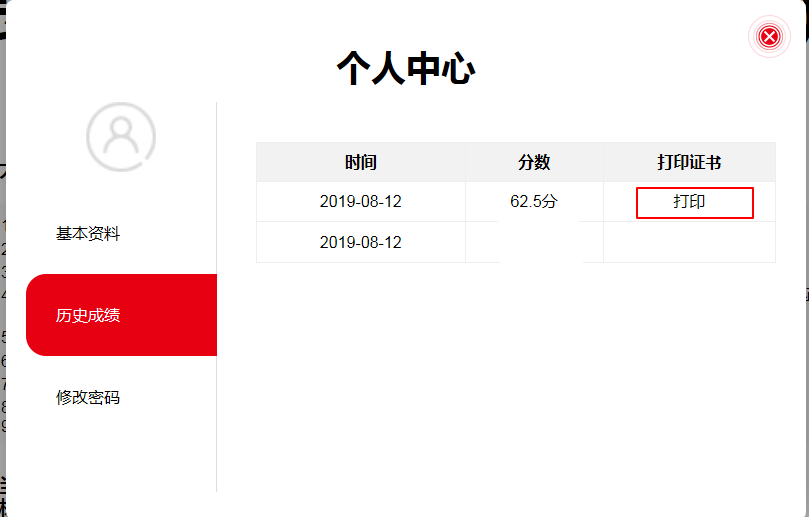 个人中心
基本资料
历史成绩
修改密码
时间 分数 打印证书
2019-08-12 62.5分 打印
2019-08-12